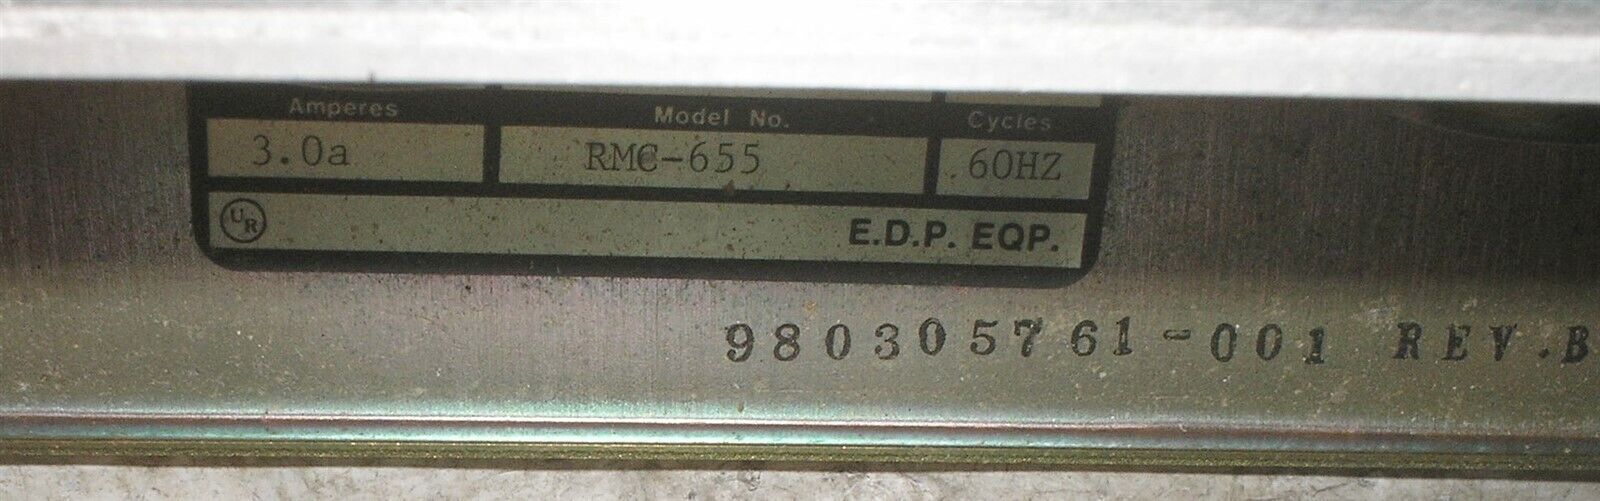 Amperes Model No. Cycles
3.0a RMC-655 60HZ
UR E.D.P. EQP.
980305761-001 REV.B